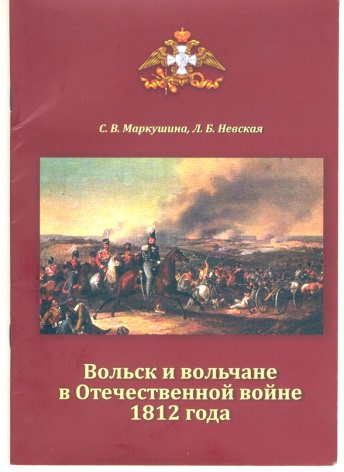 С. В. Маркушина, Л. Б. Невская
Вольск и вольчане
в Отечественной войне
1812 года